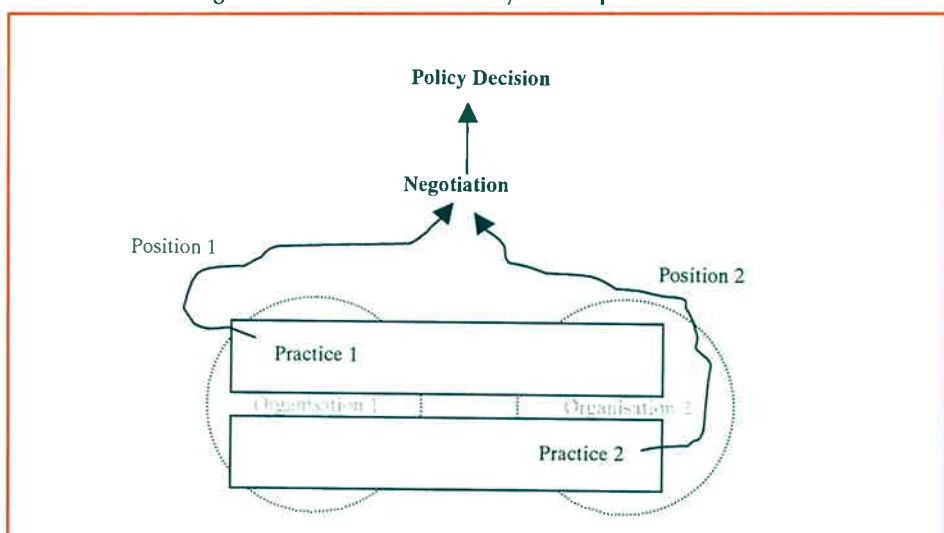 Policy Decision
Negotiation
Position 1
Position 2
Practice 1
Organisation 1
Organisation 2
Practice 2